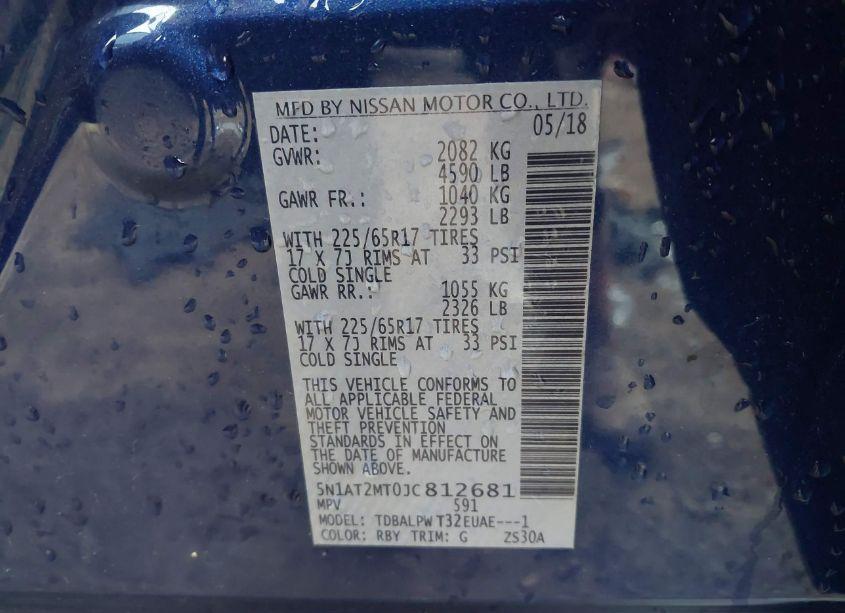 MFD BY NISSAN MOTOR CO., LTD.
DATE: 05/18
GVWR: 2082 KG
4590 LB
GAWR FR.: 1040 KG
2293 LB
WITH 225/65R17 TIRES
17 X 7J RIMS AT 33 PSI
COLD SINGLE
GAWR RR.: 1055 KG
2326 LB
WITH 225/65R17 TIRES
17 X 7J RIMS AT 33 PSI
COLD SINGLE
THIS VEHICLE CONFORMS TO
ALL APPLICABLE FEDERAL
MOTOR VEHICLE SAFETY AND
THEFT PREVENTION
STANDARDS IN EFFECT ON
THE DATE OF MANUFACTURE
SHOWN ABOVE.
5N1AT2MT0JC812681
MPV 591
MODEL: TDBALPW T32EUAE---1
COLOR: RBY TRIM: G ZS30A